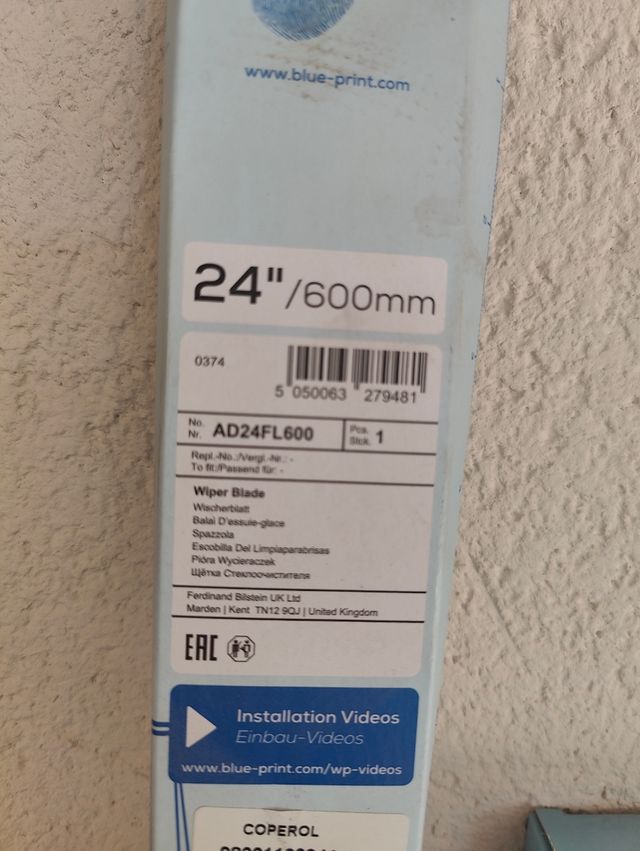 www.blue-print.com
24"/600mm
0374
5 050063 279481
No.
Nr. AD24FL600
Pcs.
Stck. 1
Repl.-No.:/Vergl.-Nr.: -
To fit:/Passend für: -
Wiper Blade
Wischerblatt
Balai D'essuie-glace
Spazzola
Escobilla Del Limpiaparabrisas
Pióra Wycieraczek
Щётка Стеклоочистителя
Ferdinand Bilstein UK Ltd
Marden | Kent TN12 9QJ | United Kingdom
EAC
Installation Videos
Einbau-Videos
www.blue-print.com/wp-videos
COPEROL